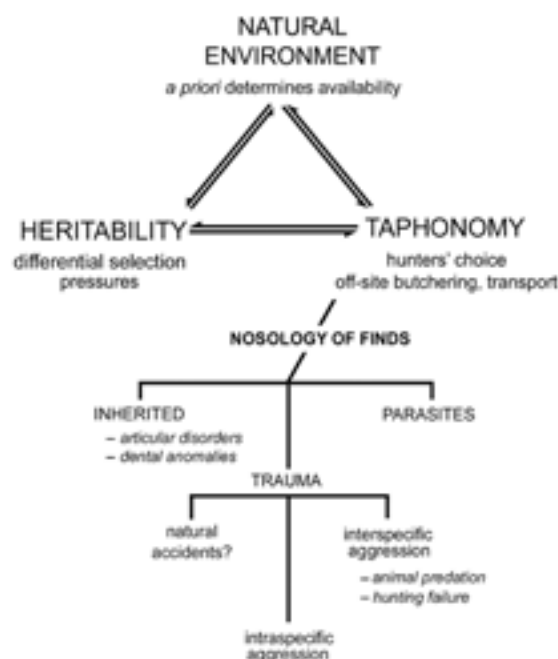 NATURAL
ENVIRONMENT
a priori determines availability
HERITABILITY
differential selection
pressures
TAPHONOMY
hunters' choice
off-site butchering, transport
NOSOLOGY OF FINDS
INHERITED
– articular disorders
– dental anomalies
PARASITES
TRAUMA
natural
accidents?
interspecific
aggression
– animal predation
– hunting failure
intraspecific
aggression